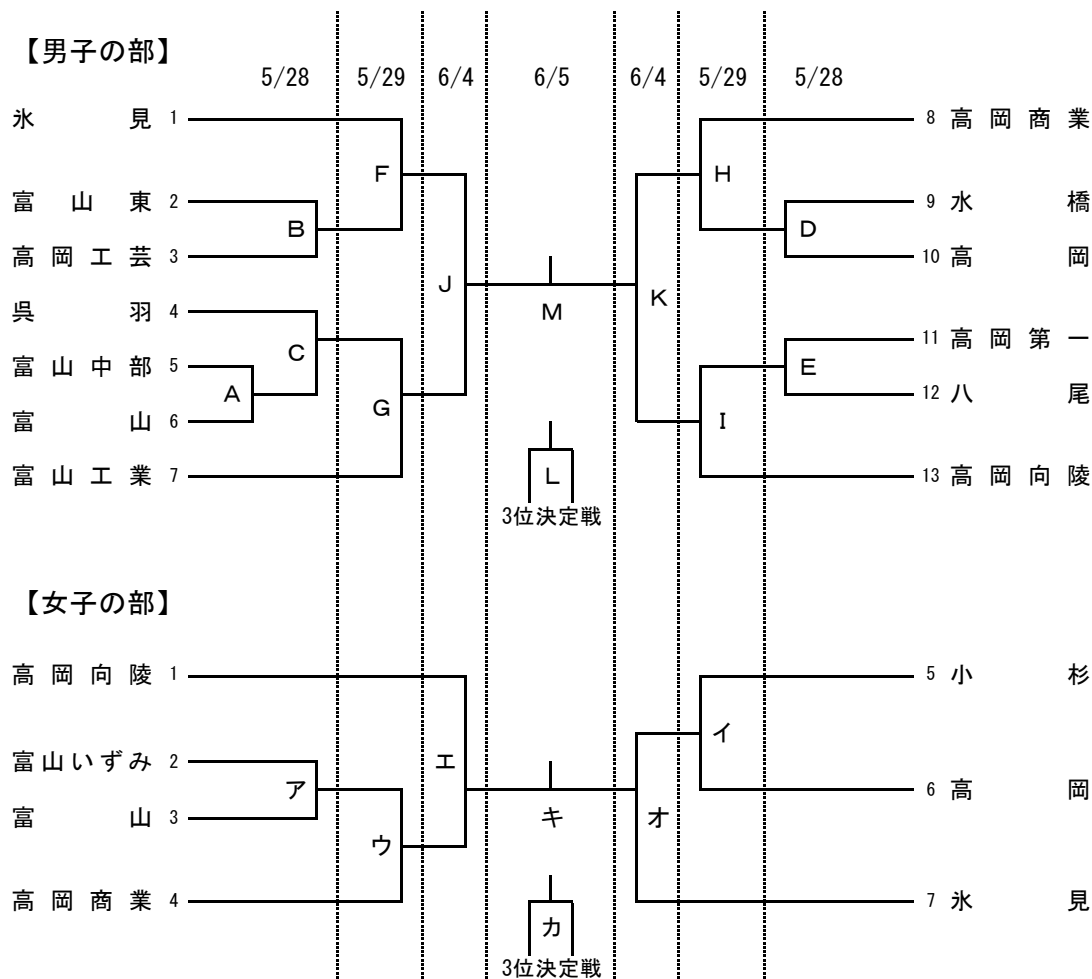 【男子の部】
5/28 5/29 6/4 6/5 6/4 5/29 5/28
氷見 1
8 高岡商業
F
H
富山東 2
9 水橋
B
D
高岡工芸 3
10 高岡
J
K
呉羽 4
M
11 高岡第一
C
富山中部 5
E
A
12 八尾
G
富山 6
I
富山工業 7
L
13 高岡向陵
3位決定戦
【女子の部】
高岡向陵 1
5 小杉
イ
富山いずみ 2
エ
ア
6 高岡
富山 3
キ
オ
ウ
高岡商業 4
7 氷見
カ
3位決定戦